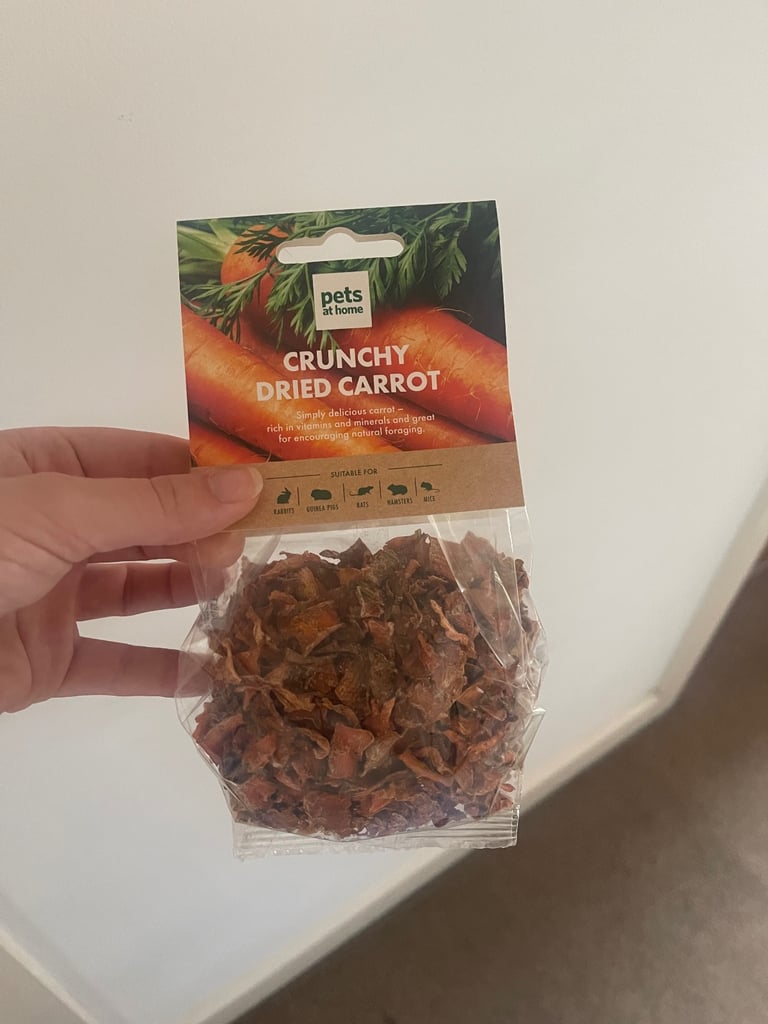 pets
at home
CRUNCHY
DRIED CARROT
Simply delicious carrot –
rich in vitamins and minerals and great
for encouraging natural foraging.
SUITABLE FOR
RABBITS GUINEA PIGS RATS HAMSTERS MICE